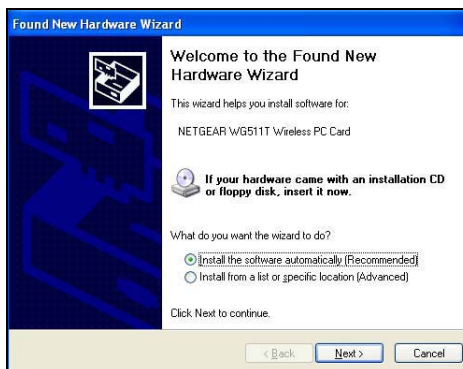 Found New Hardware Wizard
Welcome to the Found New
Hardware Wizard
This wizard helps you install software for:
NETGEAR WG511T Wireless PC Card
If your hardware came with an installation CD
or floppy disk, insert it now.
What do you want the wizard to do?
Install the software automatically (Recommended)
Install from a list or specific location (Advanced)
Click Next to continue.
< Back
Next >
Cancel